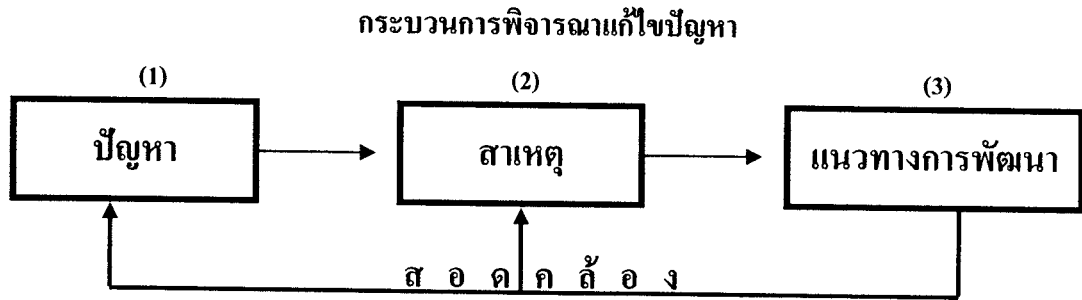 กระบวนการพิจารณาแก้ไขปัญหา
(1) (2) (3)
ปัญหา สาเหตุ แนวทางการพัฒนา
ส อ ด ค ล้ อ ง